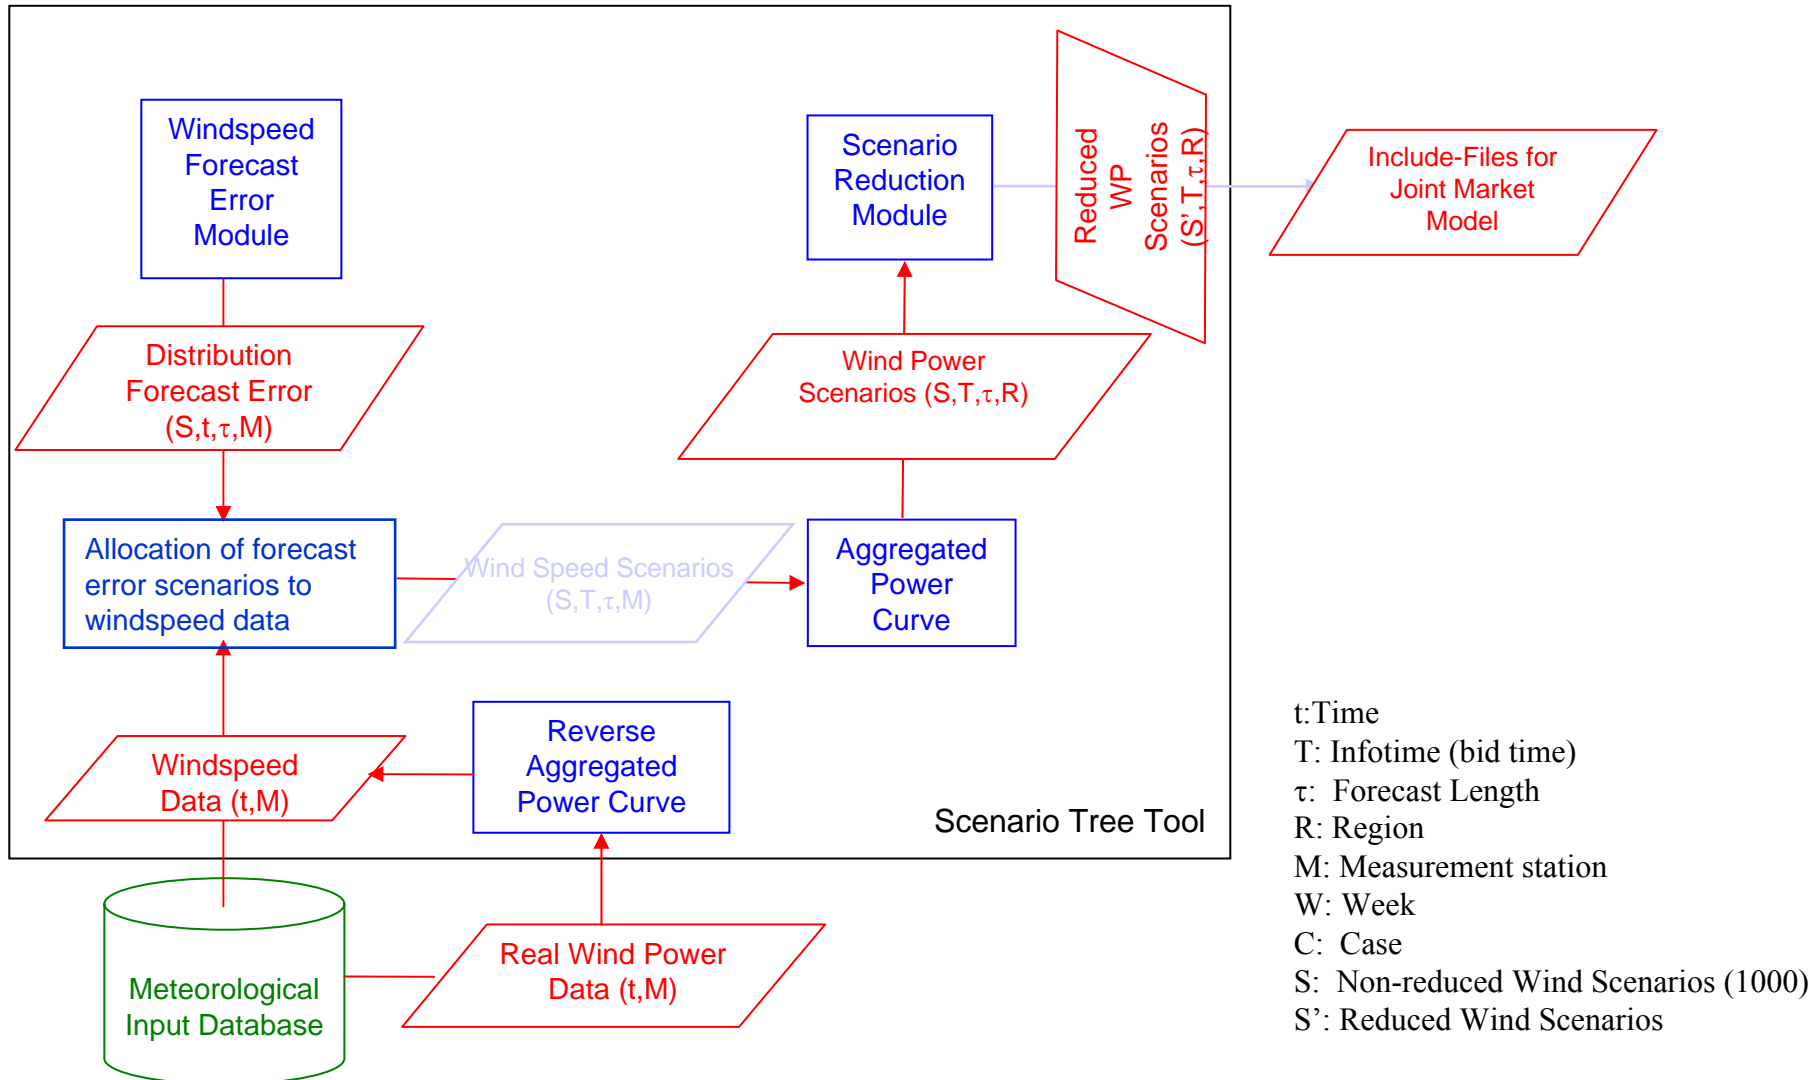 Windspeed
Forecast
Error
Module
Distribution
Forecast Error
(S,t,τ,M)
Allocation of forecast
error scenarios to
windspeed data
Windspeed
Data (t,M)
Meteorological
Input Database
Reverse
Aggregated
Power Curve
Real Wind Power
Data (t,M)
Wind Speed Scenarios
(S,T,τ,M)
Aggregated
Power
Curve
Wind Power
Scenarios (S,T,τ,R)
Scenario
Reduction
Module
Reduced
WP
Scenarios
(S',T,τ,R)
Include-Files for
Joint Market
Model
Scenario Tree Tool
t:Time
T: Infotime (bid time)
τ: Forecast Length
R: Region
M: Measurement station
W: Week
C: Case
S: Non-reduced Wind Scenarios (1000)
S’: Reduced Wind Scenarios